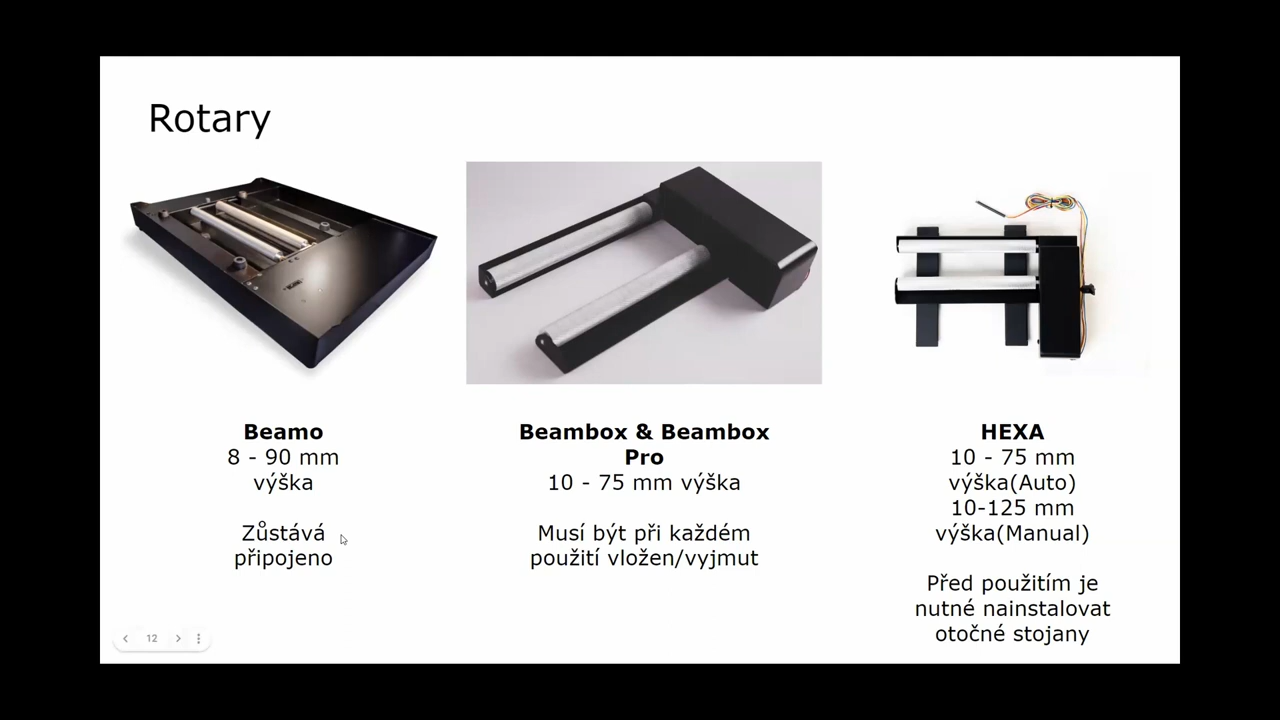 Rotary
Beamo
8 - 90 mm
výška
Zůstává
připojeno
Beambox & Beambox
Pro
10 - 75 mm výška
Musí být při každém
použití vložen/vyjmut
HEXA
10 - 75 mm
výška(Auto)
10-125 mm
výška(Manual)
Před použitím je
nutné nainstalovat
otočné stojany
12